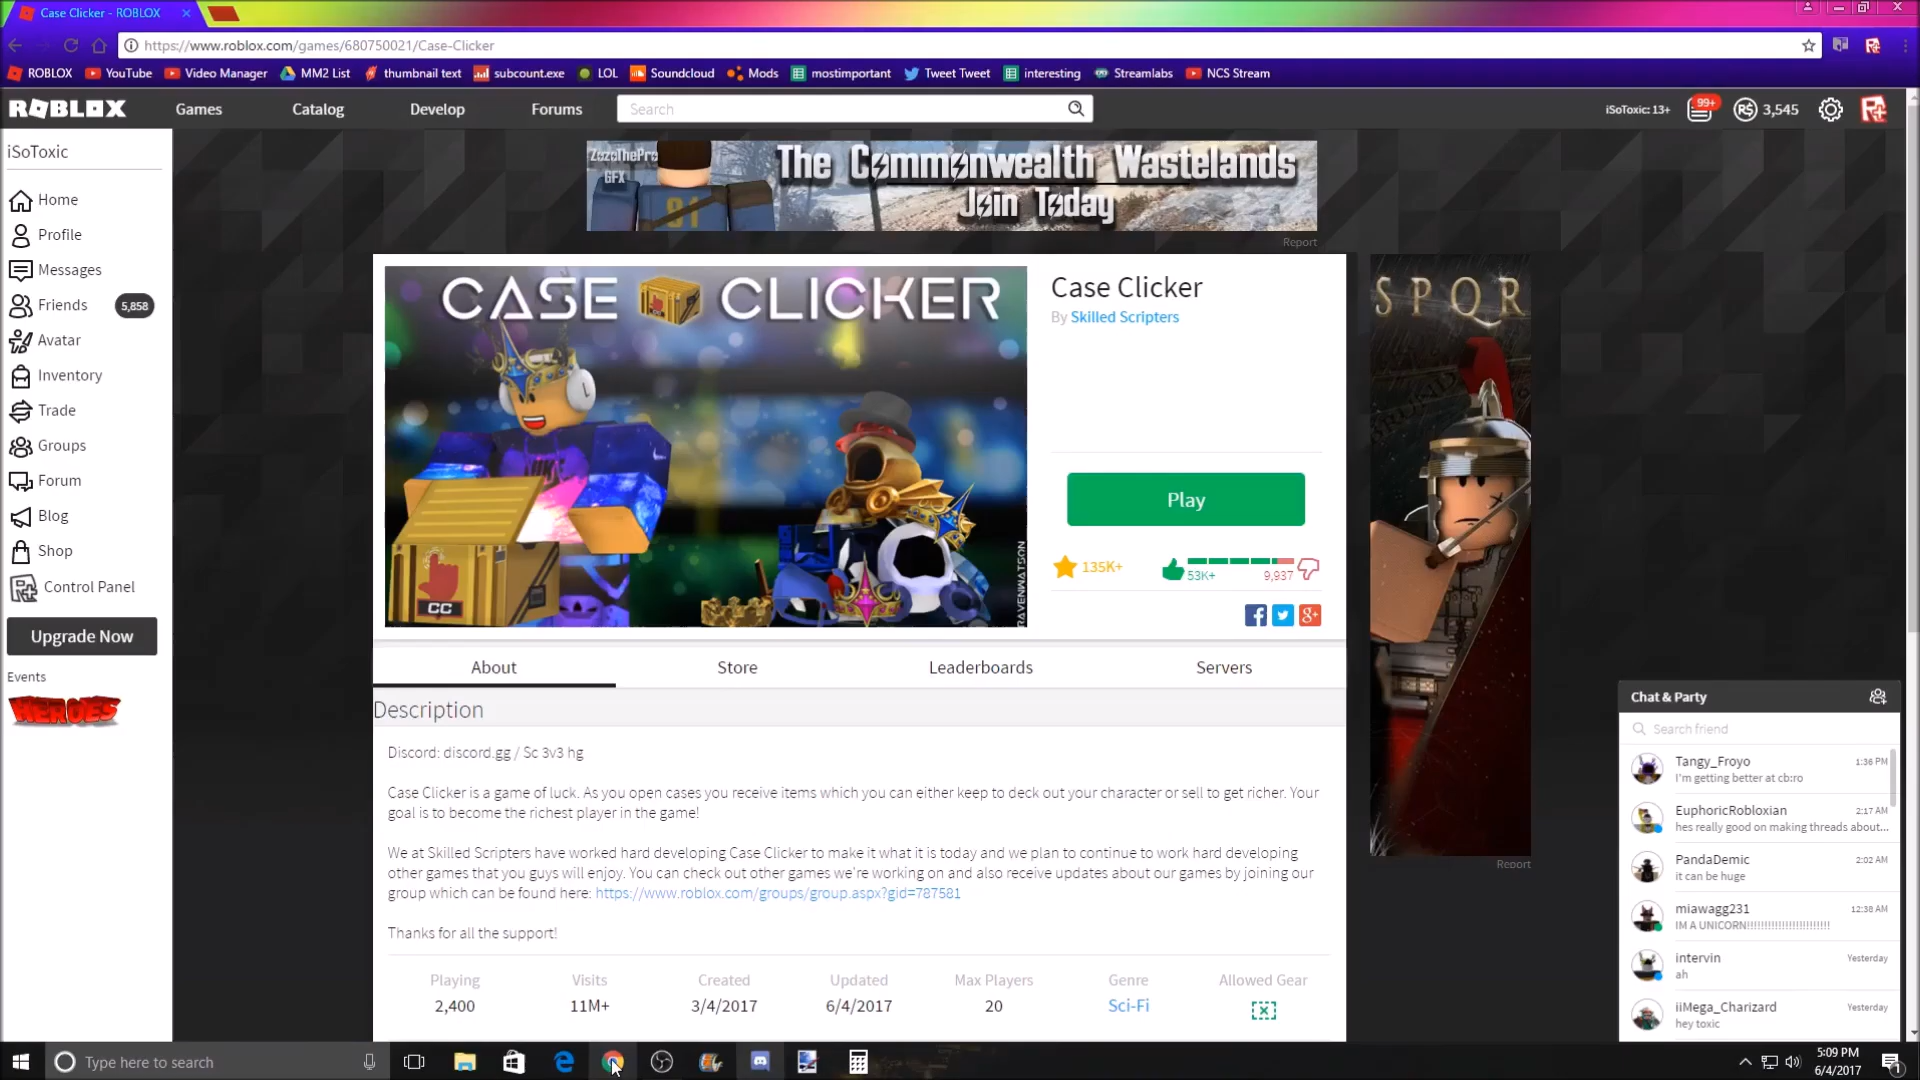 Case Clicker - ROBLOX
https://www.roblox.com/games/680750021/Case-Clicker
ROBLOX YouTube Video Manager MM2 List thumbnail text subcount.exe LOL Soundcloud Mods mostimportant Tweet Tweet interesting Streamlabs NCS Stream
ROBLOX Games Catalog Develop Forums Search iSoToxic: 13+ 99+ R$ 3,545
iSoToxic
Home
Profile
Messages
Friends 5,858
Avatar
Inventory
Trade
Groups
Forum
Blog
Shop
Control Panel
Upgrade Now
Events
HEROES
ZozoThePro
GFX
The Commonwealth Wastelands
Join Today
Report
CASE CLICKER
CC
RAVENWATSON
Case Clicker
By Skilled Scripters
Play
135K+ 53K+ 9,937
SPQR
Report
About Store Leaderboards Servers
Description
Discord: discord.gg / Sc 3v3 hg
Case Clicker is a game of luck. As you open cases you receive items which you can either keep to deck out your character or sell to get richer. Your
goal is to become the richest player in the game!
We at Skilled Scripters have worked hard developing Case Clicker to make it what it is today and we plan to continue to work hard developing
other games that you guys will enjoy. You can check out other games we're working on and also receive updates about our games by joining our
group which can be found here: https://www.roblox.com/groups/group.aspx?gid=787581
Thanks for all the support!
Playing Visits Created Updated Max Players Genre Allowed Gear
2,400 11M+ 3/4/2017 6/4/2017 20 Sci-Fi
Chat & Party
Search friend
Tangy_Froyo 1:36 PM
I'm getting better at cb:ro
EuphoricRobloxian 2:17 AM
hes really good on making threads about...
PandaDemic 2:02 AM
it can be huge
miawagg231 12:38 AM
IM A UNICORN!!!!!!!!!!!!!!!!!!!!!!!!
intervin Yesterday
ah
iiMega_Charizard Yesterday
hey toxic
Type here to search
5:09 PM
6/4/2017
1